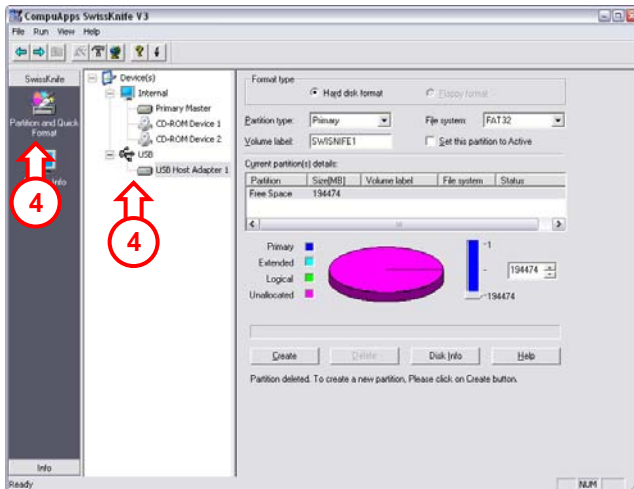 CompuApps SwissKnife V3
File Run View Help
SwissKnife
Partition and Quick Format
Info
4
Device(s)
Internal
Primary Master
CD-ROM Device 1
CD-ROM Device 2
USB
USB Host Adapter 1
4
Format type
Hard disk format
Floppy format
Partition type: Primary File system: FAT32
Volume label: SWISNIFE1 Set this partition to Active
Current partition(s) details:
Partition Size[MB] Volume label File system Status
Free Space 194474
Primary
Extended
Logical
Unallocated
-1
-
-194474
194474
Create Delete Disk Info Help
Partition deleted. To create a new partition, Please click on Create button.
Info
Ready
NUM